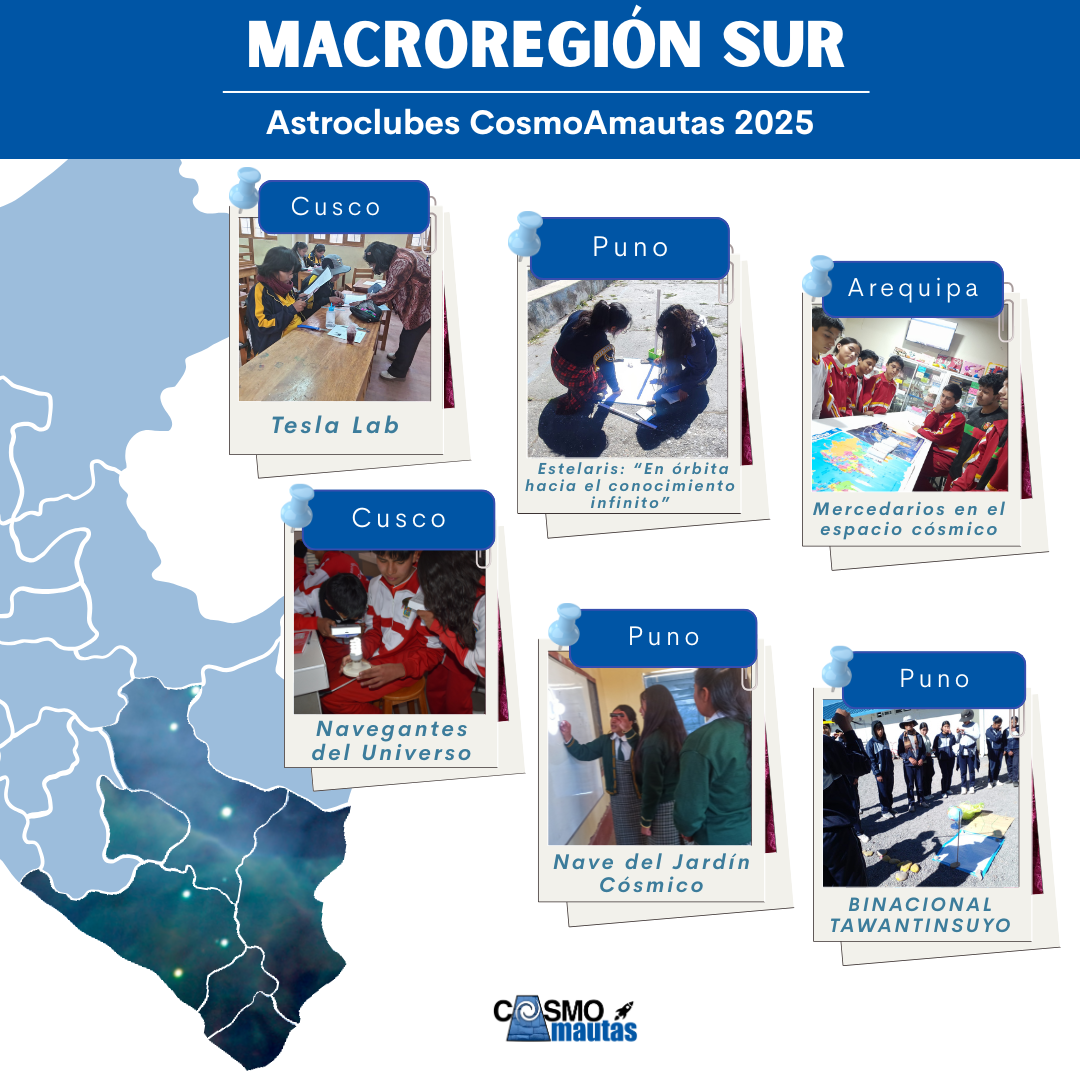 MACROREGIÓN SUR
Astroclubes CosmoAmautas 2025
Cusco
Tesla Lab
Puno
Estelaris: “En órbita
hacia el conocimiento
infinito”
Arequipa
Mercedarios en el
espacio cósmico
Cusco
Navegantes
del Universo
Puno
Nave del Jardín
Cósmico
Puno
BINACIONAL
TAWANTINSUYO
COSMO
mautas